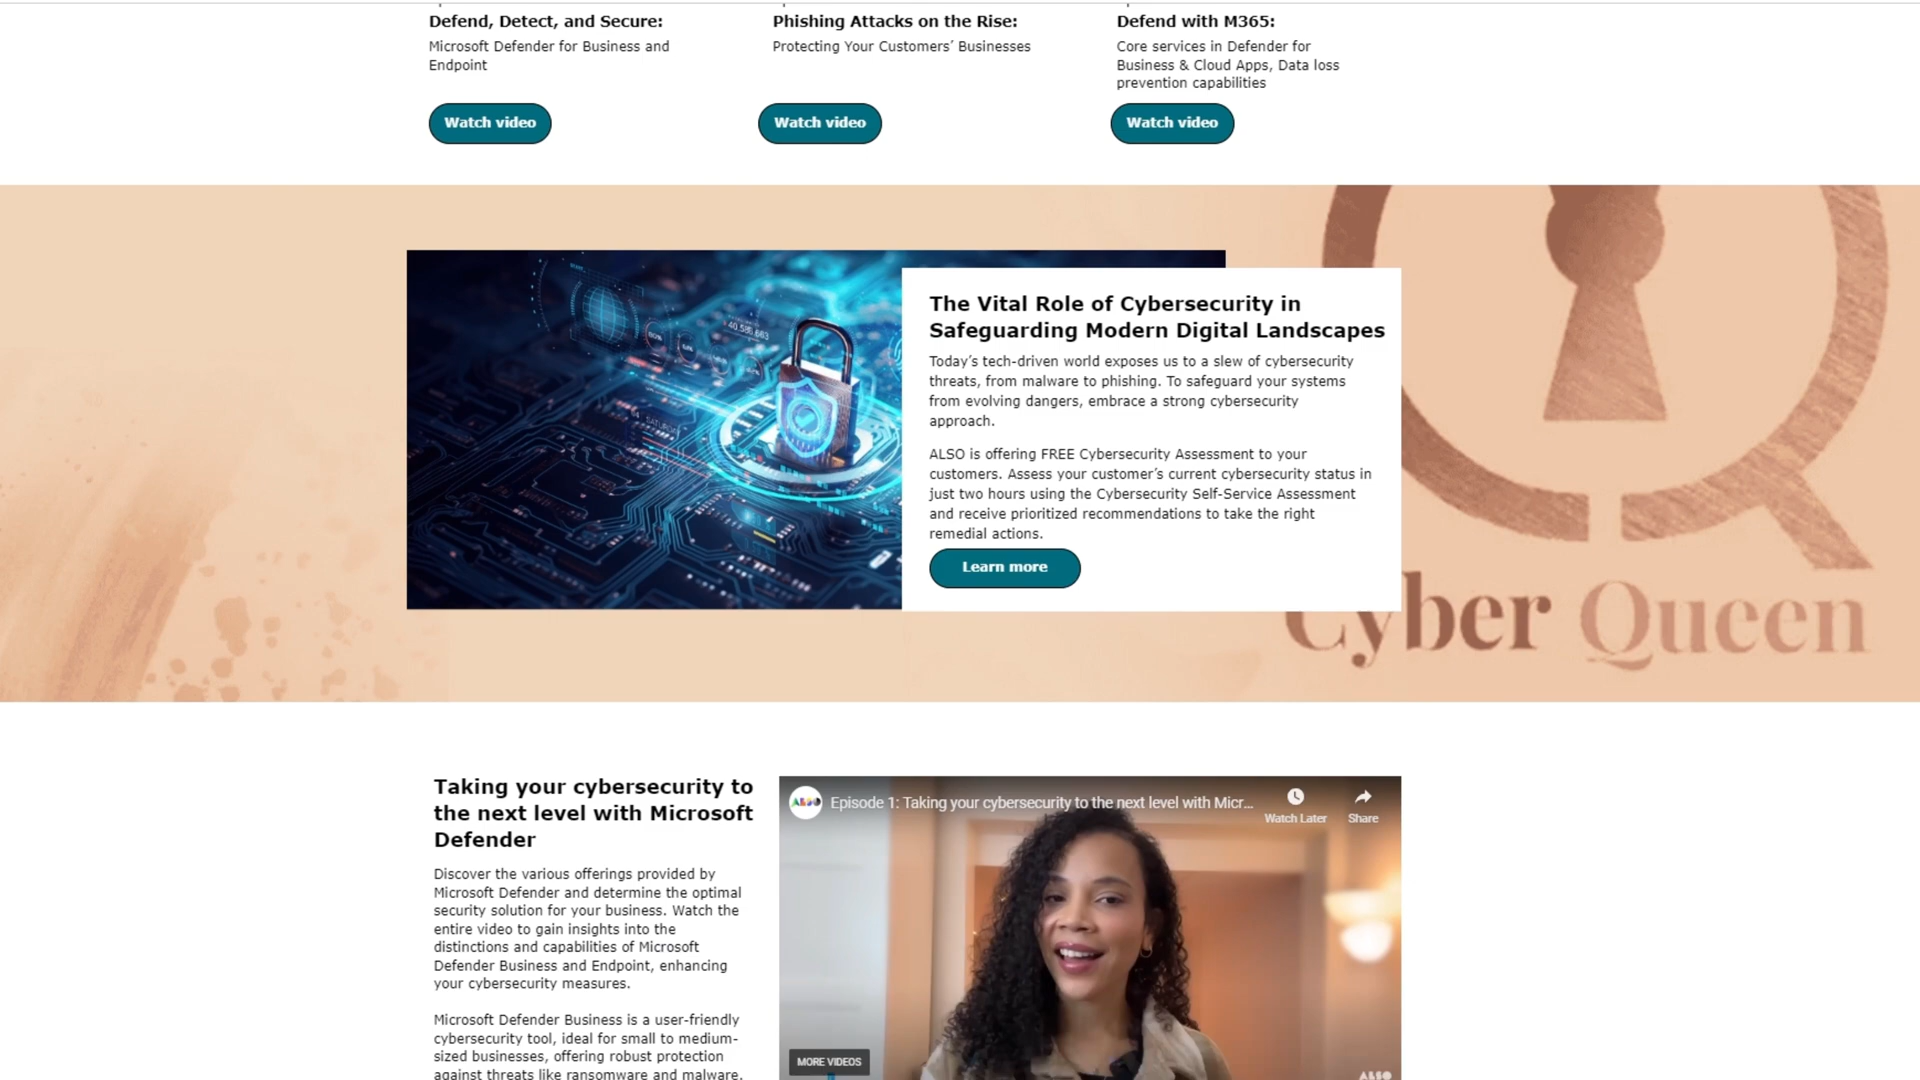 Defend, Detect, and Secure:
Microsoft Defender for Business and
Endpoint
Watch video
Phishing Attacks on the Rise:
Protecting Your Customers’ Businesses
Watch video
Defend with M365:
Core services in Defender for
Business & Cloud Apps, Data loss
prevention capabilities
Watch video
40,586,663
SATURDAY
The Vital Role of Cybersecurity in
Safeguarding Modern Digital Landscapes
Today’s tech-driven world exposes us to a slew of cybersecurity
threats, from malware to phishing. To safeguard your systems
from evolving dangers, embrace a strong cybersecurity
approach.
ALSO is offering FREE Cybersecurity Assessment to your
customers. Assess your customer’s current cybersecurity status in
just two hours using the Cybersecurity Self-Service Assessment
and receive prioritized recommendations to take the right
remedial actions.
Learn more
Cyber Queen
Taking your cybersecurity to
the next level with Microsoft
Defender
Discover the various offerings provided by
Microsoft Defender and determine the optimal
security solution for your business. Watch the
entire video to gain insights into the
distinctions and capabilities of Microsoft
Defender Business and Endpoint, enhancing
your cybersecurity measures.
Microsoft Defender Business is a user-friendly
cybersecurity tool, ideal for small to medium-
sized businesses, offering robust protection
against threats like ransomware and malware.
ALSO
Episode 1: Taking your cybersecurity to the next level with Micr...
Watch Later
Share
MORE VIDEOS
ALSO